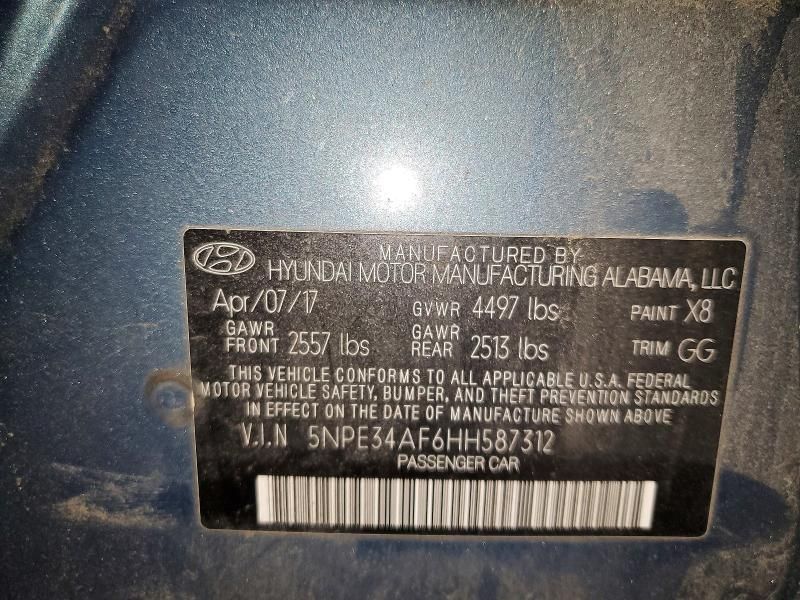 MANUFACTURED BY
HYUNDAI MOTOR MANUFACTURING ALABAMA, LLC
Apr/07/17 GVWR 4497 lbs PAINT X8
GAWR FRONT 2557 lbs GAWR REAR 2513 lbs TRIM GG
THIS VEHICLE CONFORMS TO ALL APPLICABLE U.S.A. FEDERAL
MOTOR VEHICLE SAFETY, BUMPER, AND THEFT PREVENTION STANDARDS
IN EFFECT ON THE DATE OF MANUFACTURE SHOWN ABOVE.
V.I.N 5NPE34AF6HH587312
PASSENGER CAR